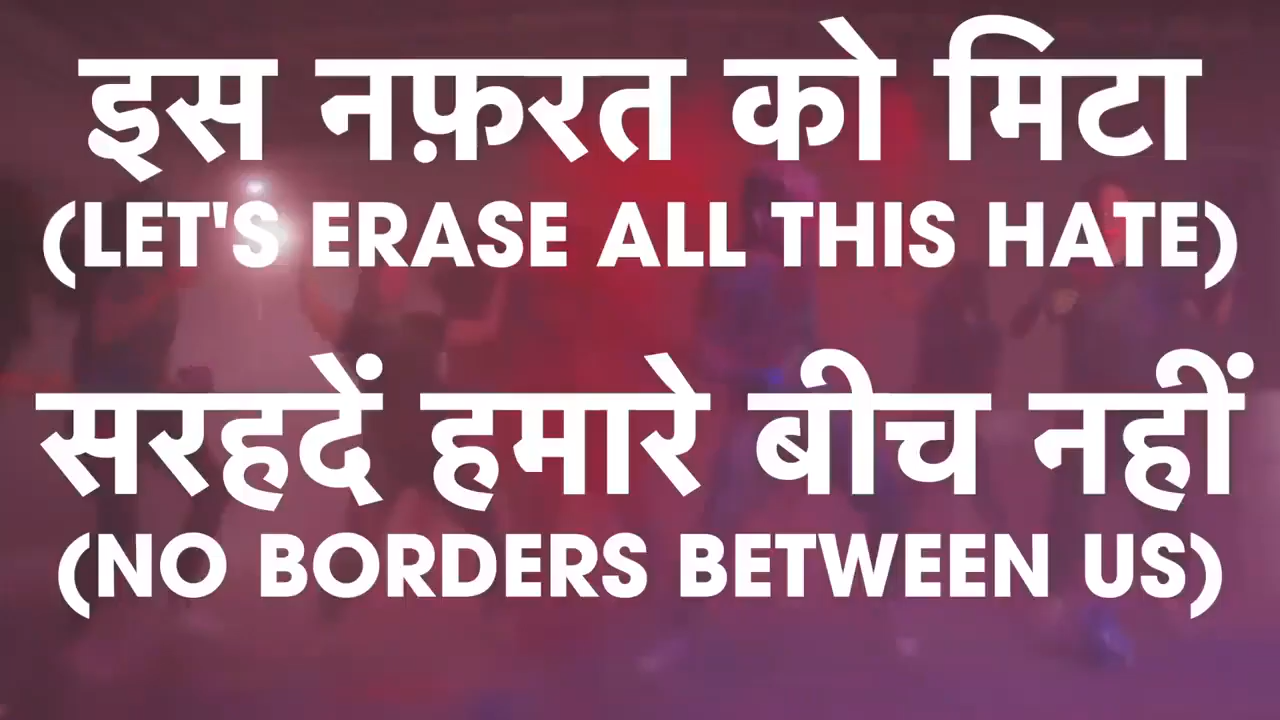 इस नफ़रत को मिटा
(LET'S ERASE ALL THIS HATE)
सरहदें हमारे बीच नहीं
(NO BORDERS BETWEEN US)